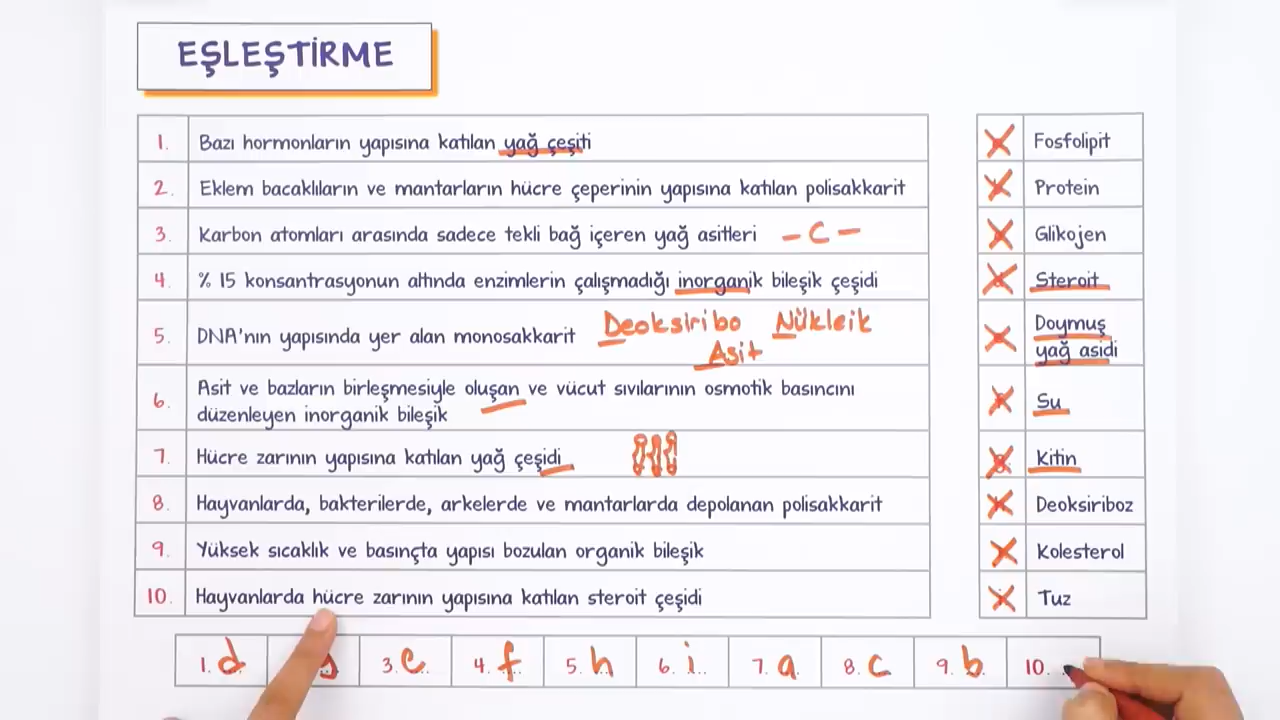 EŞLEŞTİRME
1. Bazı hormonların yapısına katılan yağ çeşiti
Fosfolipit
2. Eklem bacaklıların ve mantarların hücre çeperinin yapısına katılan polisakkarit
Protein
3. Karbon atomları arasında sadece tekli bağ içeren yağ asitleri – C –
Glikojen
4. % 15 konsantrasyonun altında enzimlerin çalışmadığı inorganik bileşik çeşidi
Steroit
5. DNA'nın yapısında yer alan monosakkarit Deoksiribo Nükleik
Asit
Doymuş
yağ asidi
6. Asit ve bazların birleşmesiyle oluşan ve vücut sıvılarının osmotik basıncını
düzenleyen inorganik bileşik
Su
7. Hücre zarının yapısına katılan yağ çeşidi
Kitin
8. Hayvanlarda, bakterilerde, arkelerde ve mantarlarda depolanan polisakkarit
Deoksiriboz
9. Yüksek sıcaklık ve basınçta yapısı bozulan organik bileşik
Kolesterol
10. Hayvanlarda hücre zarının yapısına katılan steroit çeşidi
Tuz
1. d 3. e 4. f 5. h 6. i 7. a 8. c 9. b 10.